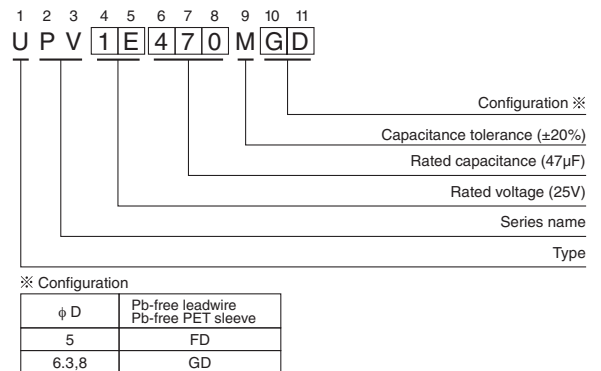 1 2 3 4 5 6 7 8 9 10 11
U P V 1 E 4 7 0 M G D
Configuration ※
Capacitance tolerance (±20%)
Rated capacitance (47µF)
Rated voltage (25V)
Series name
Type
※ Configuration
ϕ D Pb-free leadwire
Pb-free PET sleeve
5 FD
6.3,8 GD